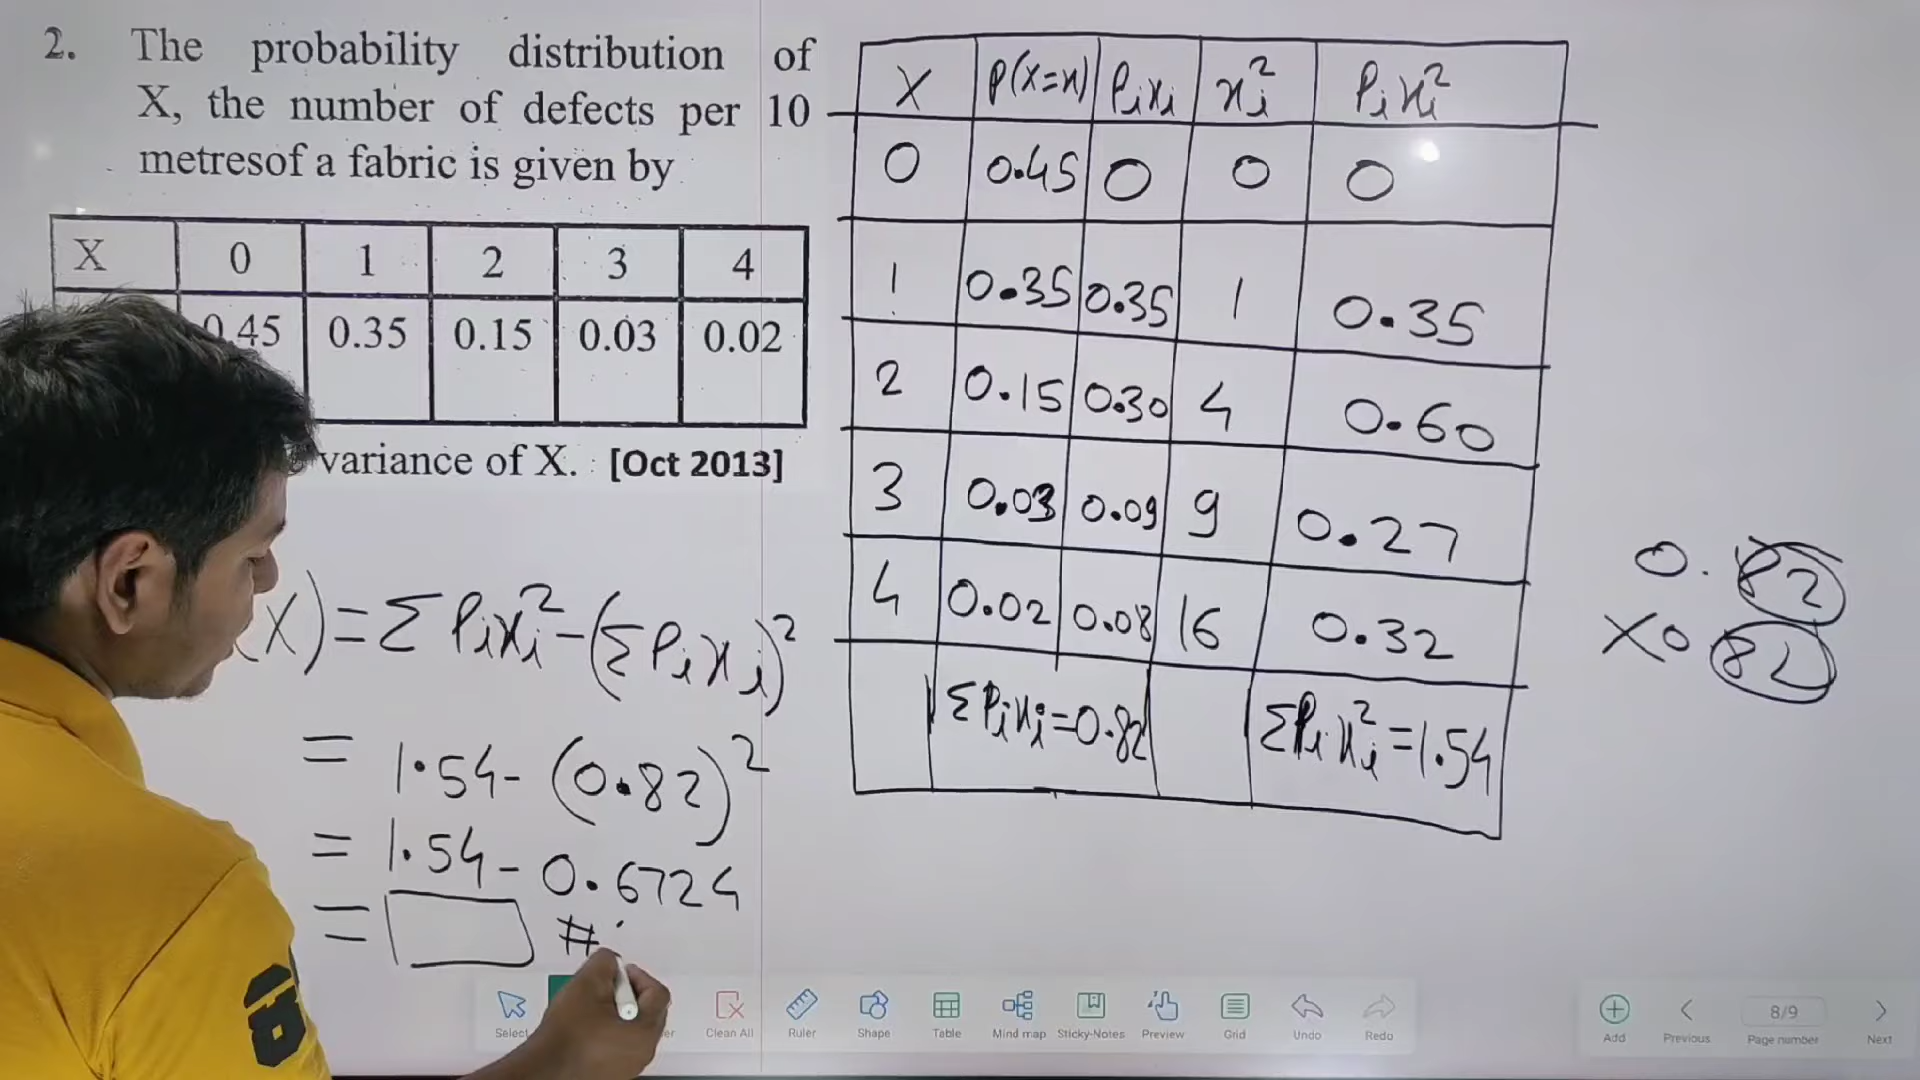 2. The probability distribution of
X, the number of defects per 10
metresof a fabric is given by
X 0 1 2 3 4
0.45 0.35 0.15 0.03 0.02
variance of X. [Oct 2013]
X) = Σ Pixi² - (Σ Pixi)²
= 1.54 - (0.82)²
= 1.54 - 0.6724
= #
X P(X=x) Pixi xi² Pixi²
0 0.45 0 0 0
1 0.35 0.35 1 0.35
2 0.15 0.30 4 0.60
3 0.03 0.09 9 0.27
4 0.02 0.08 16 0.32
ΣPixi=0.82 ΣPixi²=1.54
0.82
X0.82
Select Clean All Ruler Shape Table Mind map Sticky-Notes Preview Grid Undo Redo
Add Previous 8/9 Page number Next